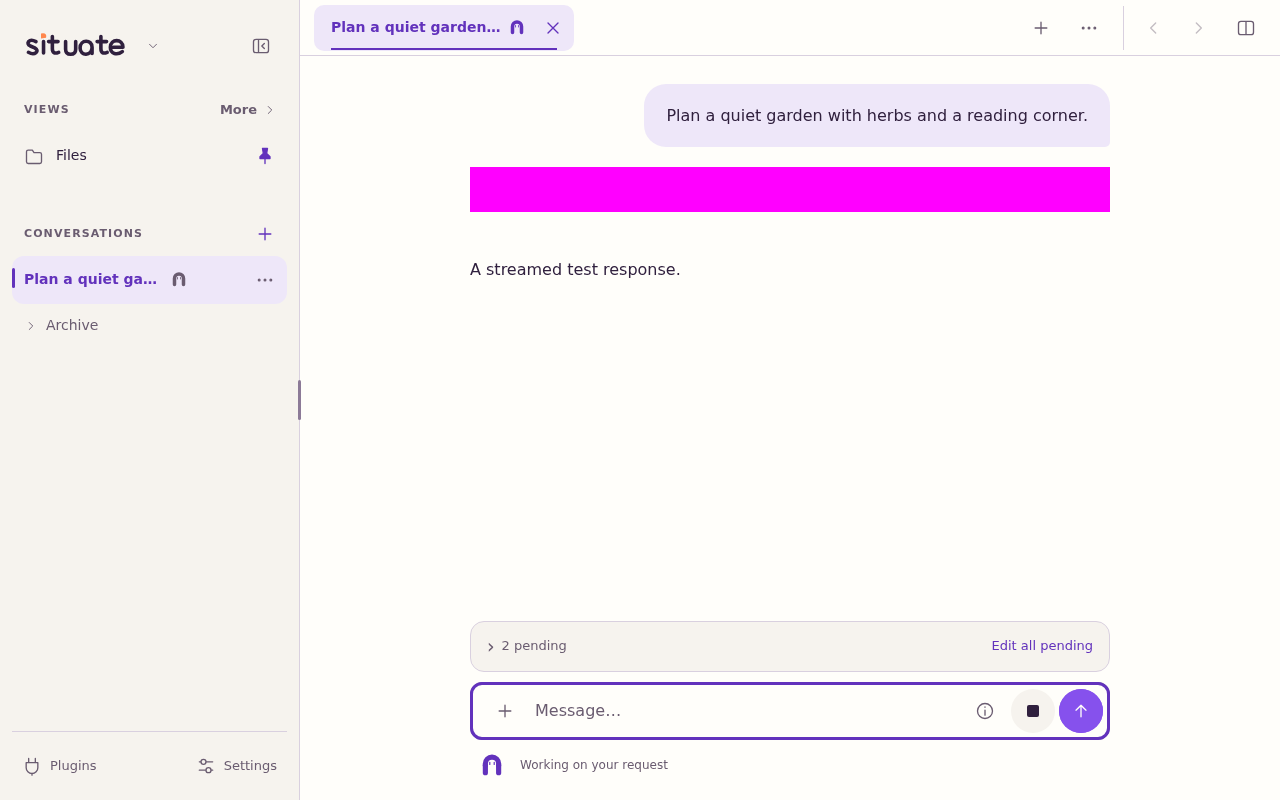 situate
Plan a quiet garden…
VIEWS
More
Files
CONVERSATIONS
Plan a quiet ga…
Archive
Plan a quiet garden with herbs and a reading corner.
A streamed test response.
2 pending
Edit all pending
Message…
Working on your request
Plugins
Settings